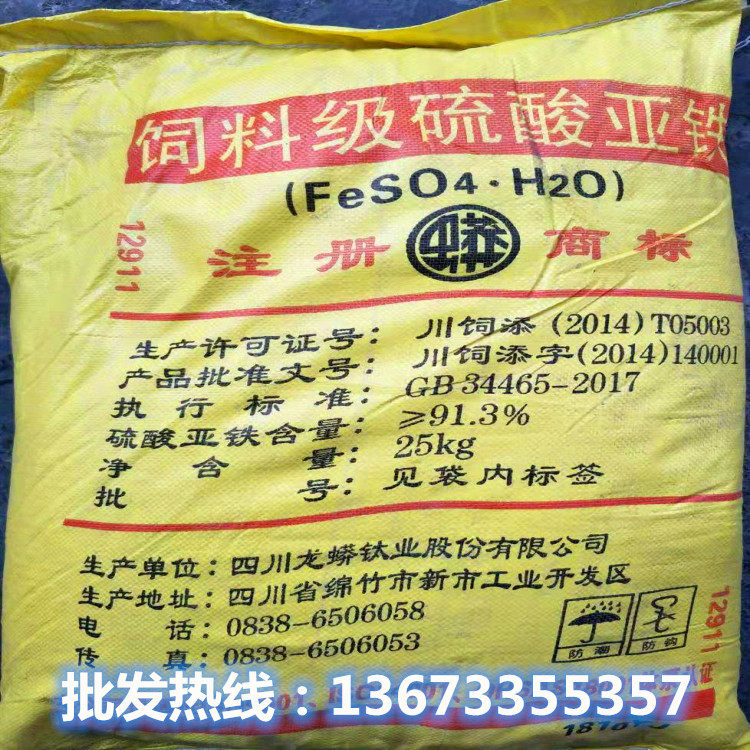 饲料级硫酸亚铁
(FeSO4·H2O)
12911
注册 商标
生产许可证号：川饲添(2014)T05003
产品批准文号：川饲添字(2014)140001
执行标准：GB 34465-2017
硫酸亚铁含量：≥91.3%
净含量：25kg
批号：见袋内标签
生产单位：四川龙蟒钛业股份有限公司
生产地址：四川省绵竹市新市工业开发区
电话：0838-6506058
传真：0838-6506053
防潮 防钩
12911
批发热线：13673355357